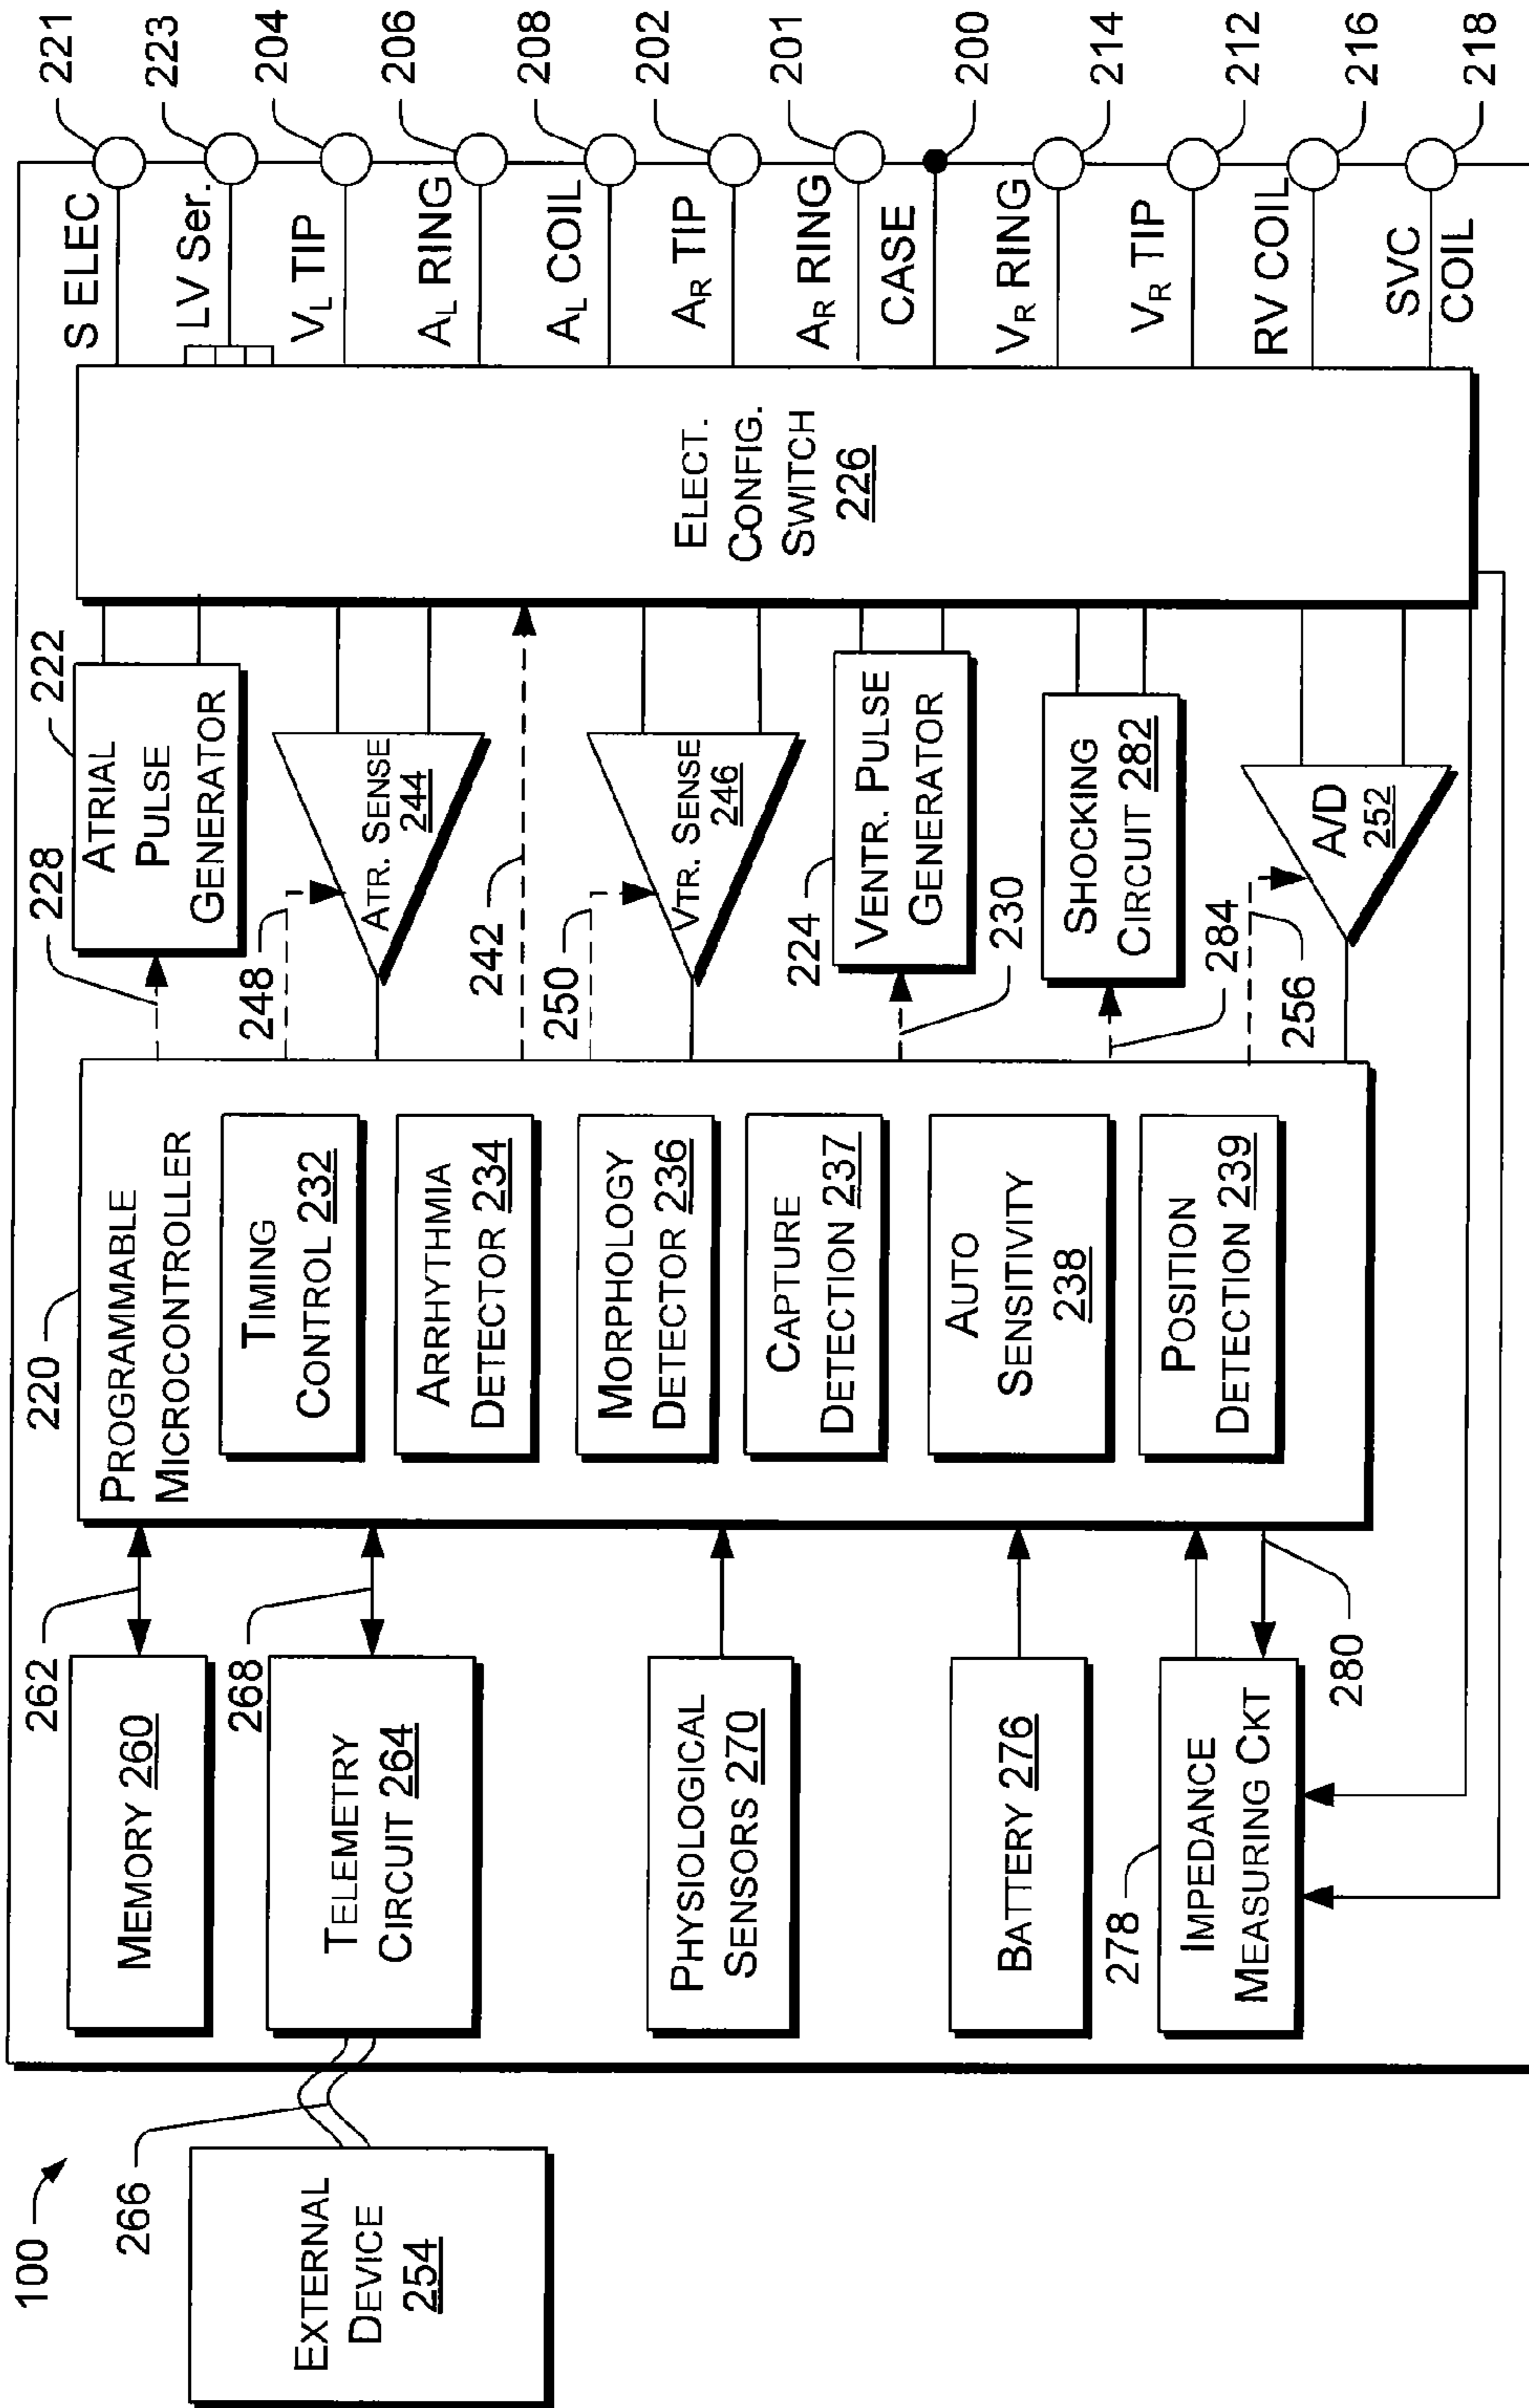 100
EXTERNAL
DEVICE
254
266
MEMORY 260
262
TELEMETRY
CIRCUIT 264
268
PHYSIOLOGICAL
SENSORS 270
BATTERY 276
278
IMPEDANCE
MEASURING CKT
280
220
PROGRAMMABLE
MICROCONTROLLER
TIMING
CONTROL 232
ARRHYTHMIA
DETECTOR 234
MORPHOLOGY
DETECTOR 236
CAPTURE
DETECTION 237
AUTO
SENSITIVITY
238
POSITION
DETECTION 239
228
222
ATRIAL
PULSE
GENERATOR
248
ATR. SENSE
244
242
250
VTR. SENSE
246
224
VENTR. PULSE
GENERATOR
230
SHOCKING
CIRCUIT 282
284
256
A/D
252
ELECT.
CONFIG.
SWITCH
226
S ELEC
221
LV Ser.
223
VL TIP
204
AL RING
206
AL COIL
208
AR TIP
202
AR RING
201
CASE
200
VR RING
214
VR TIP
212
RV COIL
216
SVC
COIL
218